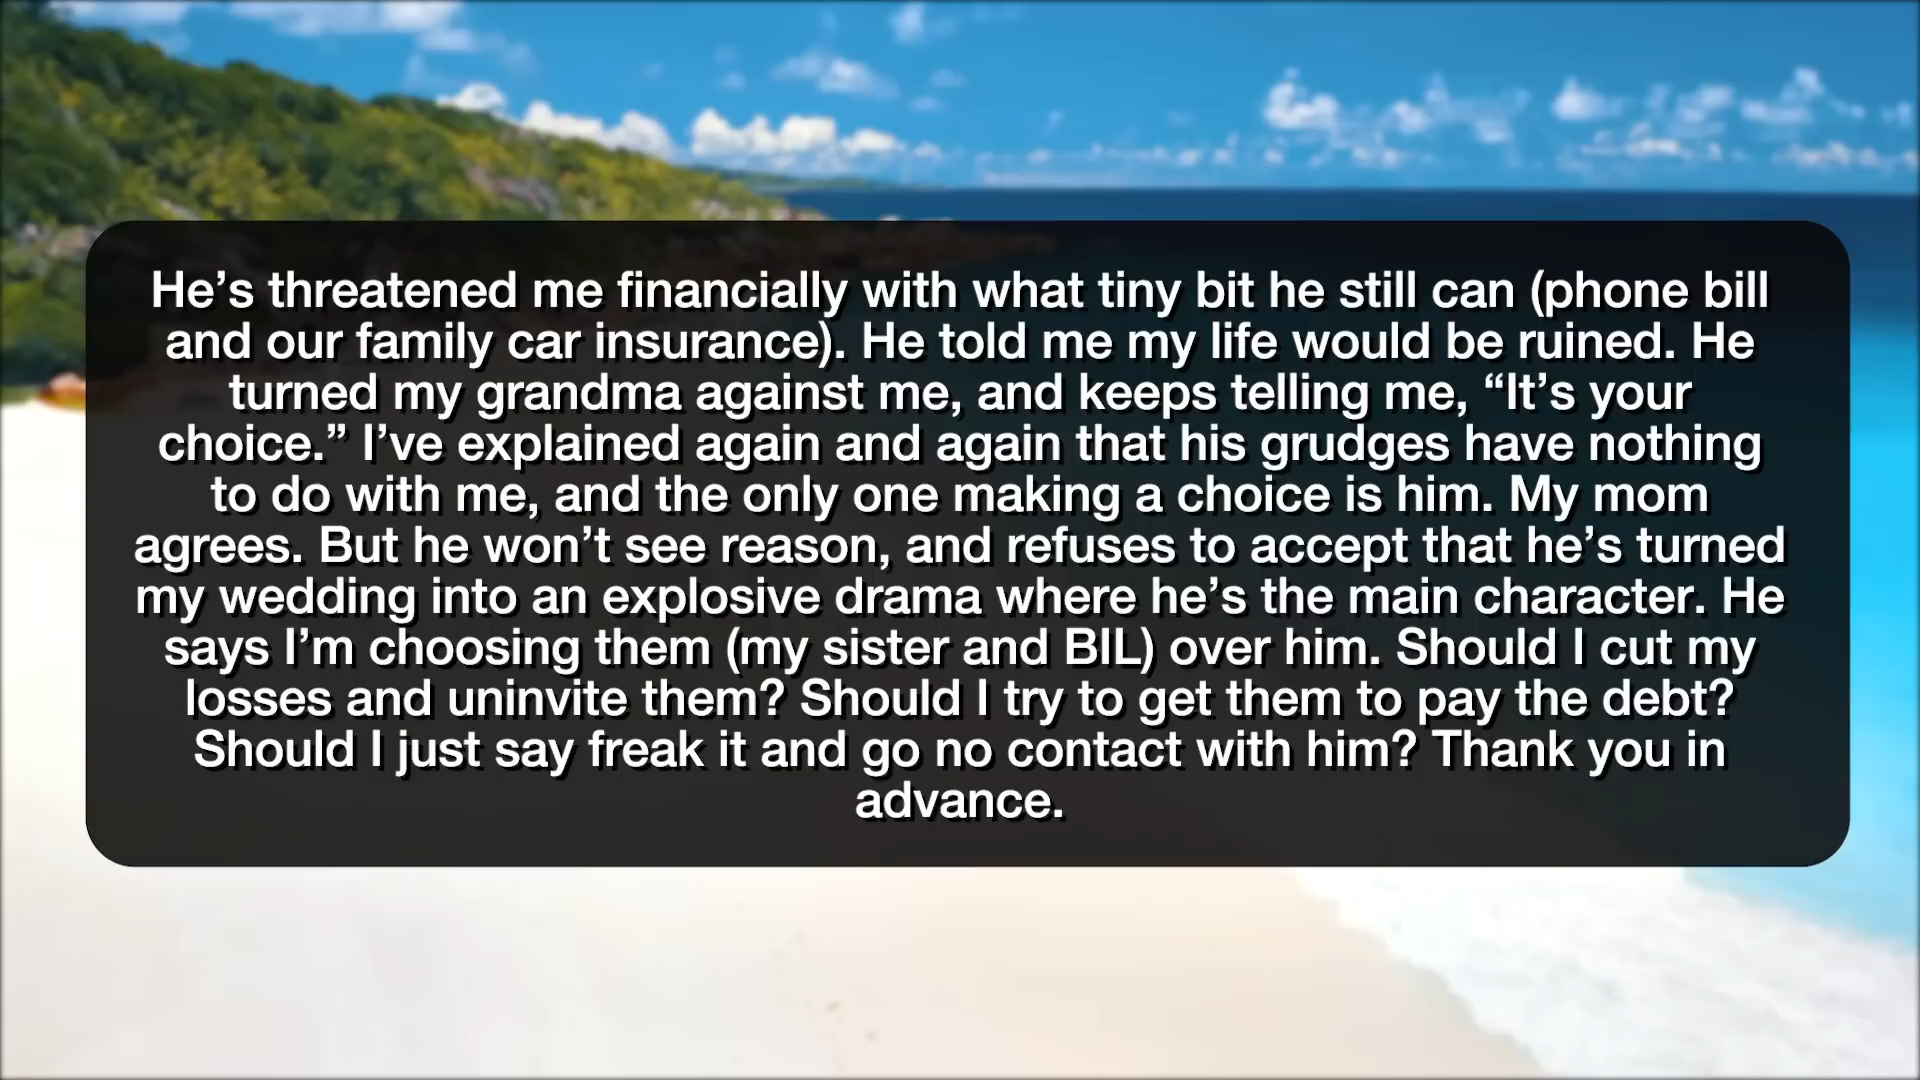 He’s threatened me financially with what tiny bit he still can (phone bill
and our family car insurance). He told me my life would be ruined. He
turned my grandma against me, and keeps telling me, “It’s your
choice.” I’ve explained again and again that his grudges have nothing
to do with me, and the only one making a choice is him. My mom
agrees. But he won’t see reason, and refuses to accept that he’s turned
my wedding into an explosive drama where he’s the main character. He
says I’m choosing them (my sister and BIL) over him. Should I cut my
losses and uninvite them? Should I try to get them to pay the debt?
Should I just say freak it and go no contact with him? Thank you in
advance.